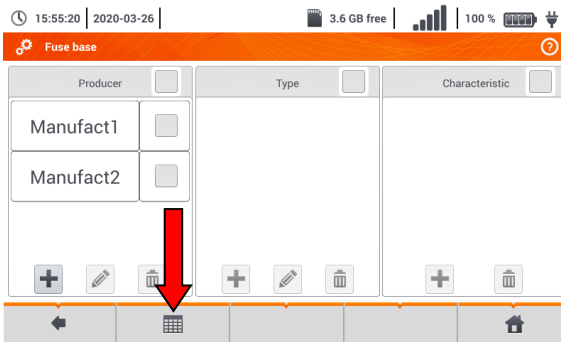 15:55:20 2020-03-26 3.6 GB free 100 %
Fuse base ?
Producer Type Characteristic
Manufact1
Manufact2